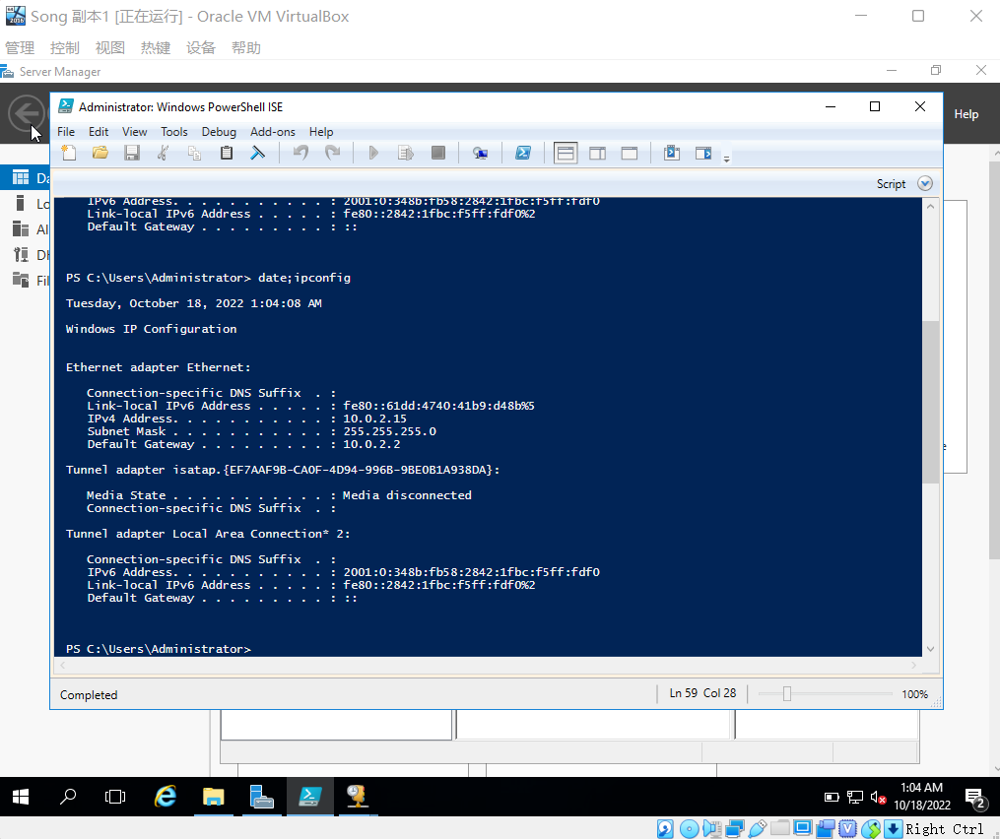 Song 副本1 [正在运行] - Oracle VM VirtualBox
管理 控制 视图 热键 设备 帮助
Server Manager
Administrator: Windows PowerShell ISE
Help
File Edit View Tools Debug Add-ons Help
Script
IPv6 Address. . . . . . . . . . . : 2001:0:348b:fb58:2842:1fbc:f5ff:fdf0
Link-local IPv6 Address . . . . . : fe80::2842:1fbc:f5ff:fdf0%2
Default Gateway . . . . . . . . . : ::
PS C:\Users\Administrator> date;ipconfig
Tuesday, October 18, 2022 1:04:08 AM
Windows IP Configuration
Ethernet adapter Ethernet:
Connection-specific DNS Suffix . :
Link-local IPv6 Address . . . . . : fe80::61dd:4740:41b9:d48b%5
IPv4 Address. . . . . . . . . . . : 10.0.2.15
Subnet Mask . . . . . . . . . . . : 255.255.255.0
Default Gateway . . . . . . . . . : 10.0.2.2
Tunnel adapter isatap.{EF7AAF9B-CA0F-4D94-996B-9BE0B1A938DA}:
Media State . . . . . . . . . . . : Media disconnected
Connection-specific DNS Suffix . :
Tunnel adapter Local Area Connection* 2:
Connection-specific DNS Suffix . :
IPv6 Address. . . . . . . . . . . : 2001:0:348b:fb58:2842:1fbc:f5ff:fdf0
Link-local IPv6 Address . . . . . : fe80::2842:1fbc:f5ff:fdf0%2
Default Gateway . . . . . . . . . : ::
PS C:\Users\Administrator>
Completed
Ln 59 Col 28
100%
1:04 AM
10/18/2022
2
Right Ctrl